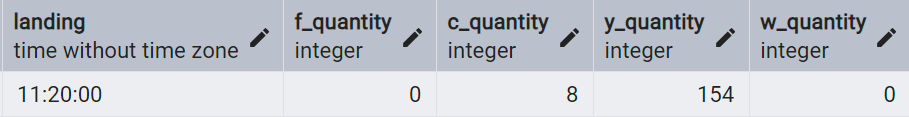 landing f_quantity c_quantity y_quantity w_quantity
time without time zone integer integer integer integer
11:20:00 0 8 154 0